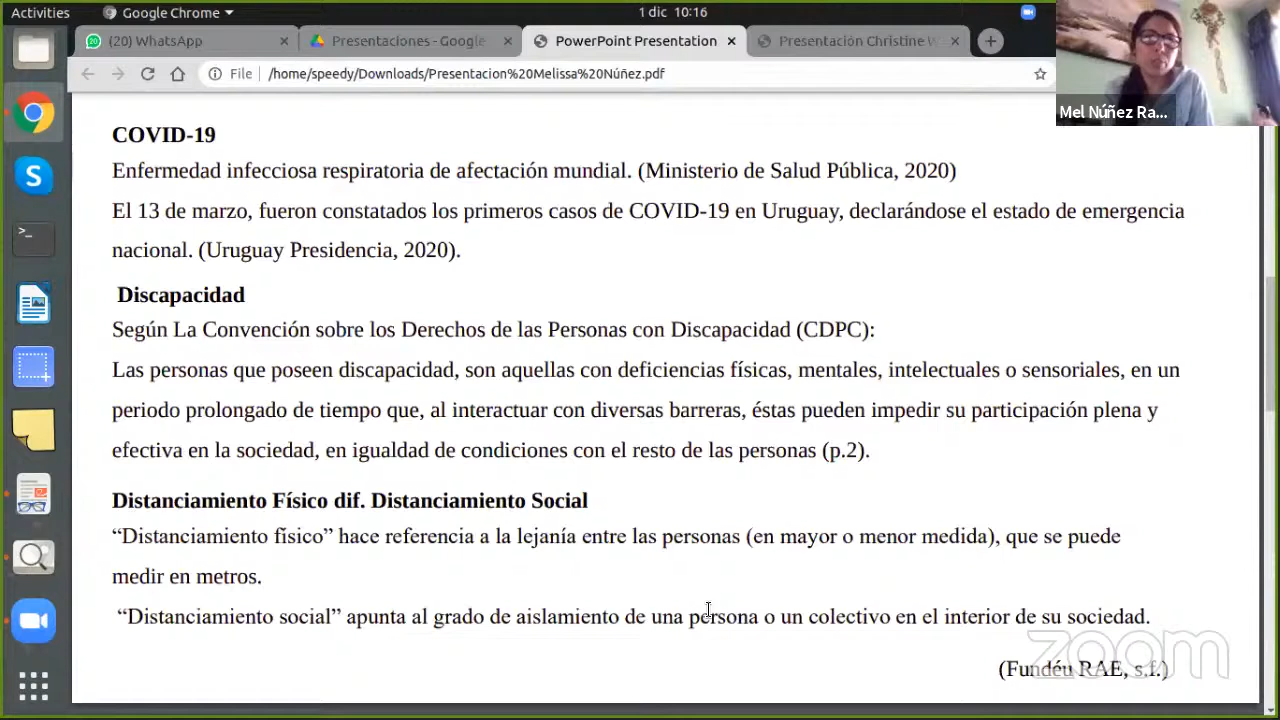 Activities
Google Chrome
1 dic 10:16
(20) WhatsApp
Presentaciones - Google
PowerPoint Presentation
Presentación Christine W
File
/home/speedy/Downloads/Presentacion%20Melissa%20Núñez.pdf
Mel Núñez Ra...
COVID-19
Enfermedad infecciosa respiratoria de afectación mundial. (Ministerio de Salud Pública, 2020)
El 13 de marzo, fueron constatados los primeros casos de COVID-19 en Uruguay, declarándose el estado de emergencia
nacional. (Uruguay Presidencia, 2020).
Discapacidad
Según La Convención sobre los Derechos de las Personas con Discapacidad (CDPC):
Las personas que poseen discapacidad, son aquellas con deficiencias físicas, mentales, intelectuales o sensoriales, en un
periodo prolongado de tiempo que, al interactuar con diversas barreras, éstas pueden impedir su participación plena y
efectiva en la sociedad, en igualdad de condiciones con el resto de las personas (p.2).
Distanciamiento Físico dif. Distanciamiento Social
“Distanciamiento físico” hace referencia a la lejanía entre las personas (en mayor o menor medida), que se puede
medir en metros.
“Distanciamiento social” apunta al grado de aislamiento de una persona o un colectivo en el interior de su sociedad.
(Fundéu RAE, s.f.)
zoom